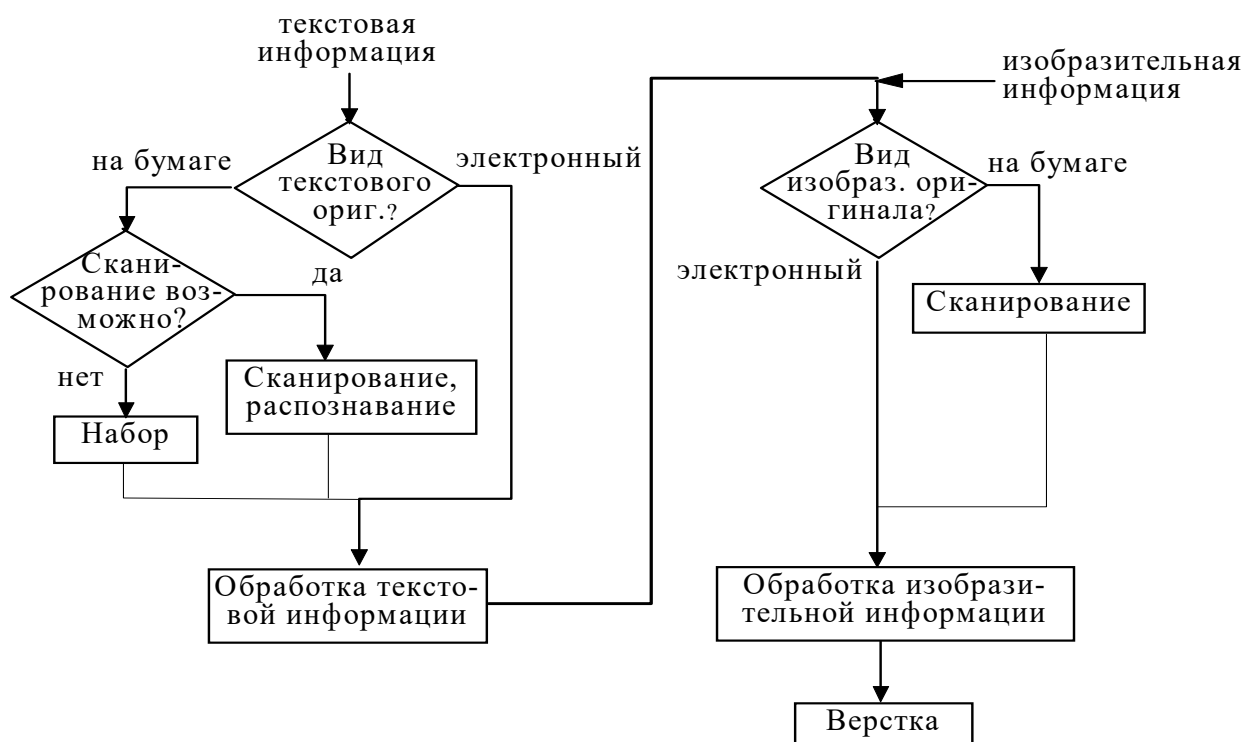 текстовая
информация
на бумаге
Вид
текстового
ориг.?
электронный
Скани-
рование воз-
можно?
да
нет
Сканирование,
распознавание
Набор
Обработка тексто-
вой информации
изобразительная
информация
Вид
изобраз. ори-
гинала?
на бумаге
электронный
Сканирование
Обработка изобрази-
тельной информации
Верстка